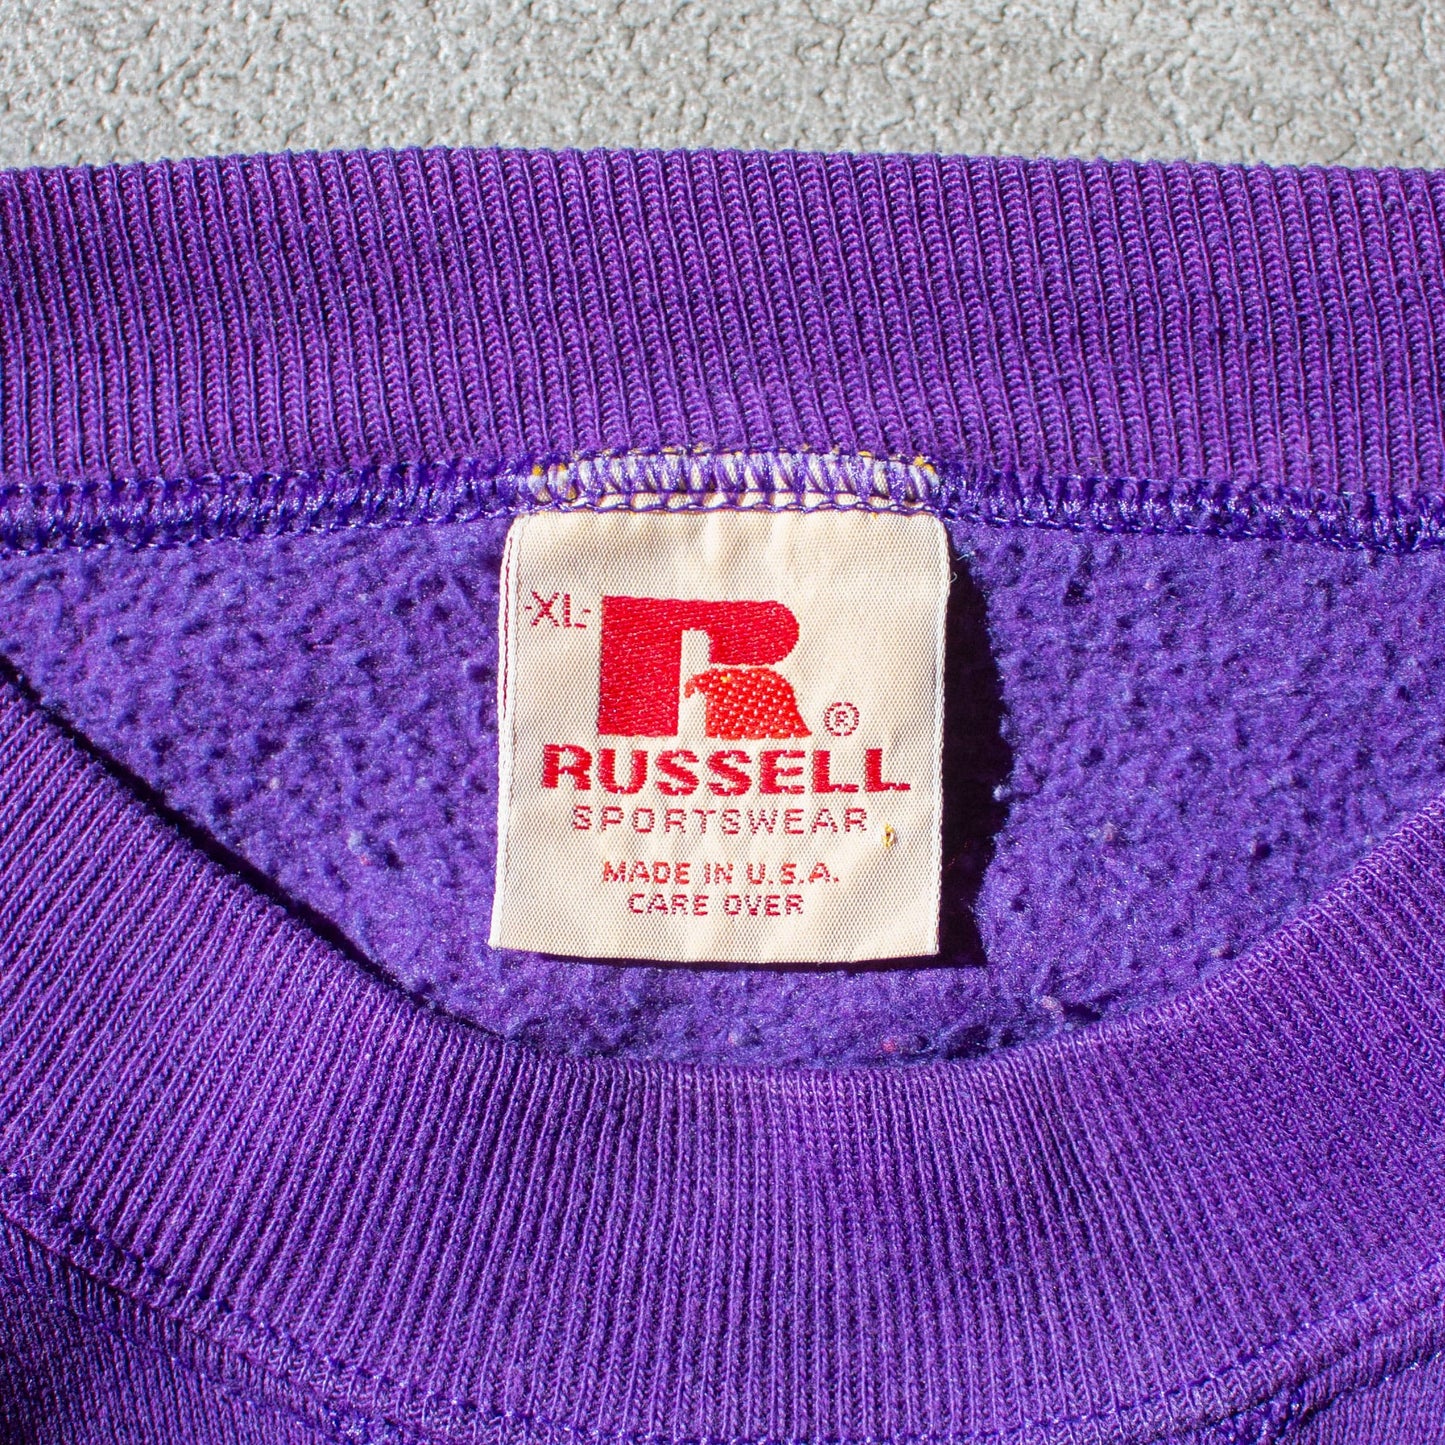 -XL-
R®
RUSSELL
SPORTSWEAR
MADE IN U.S.A.
CARE OVER